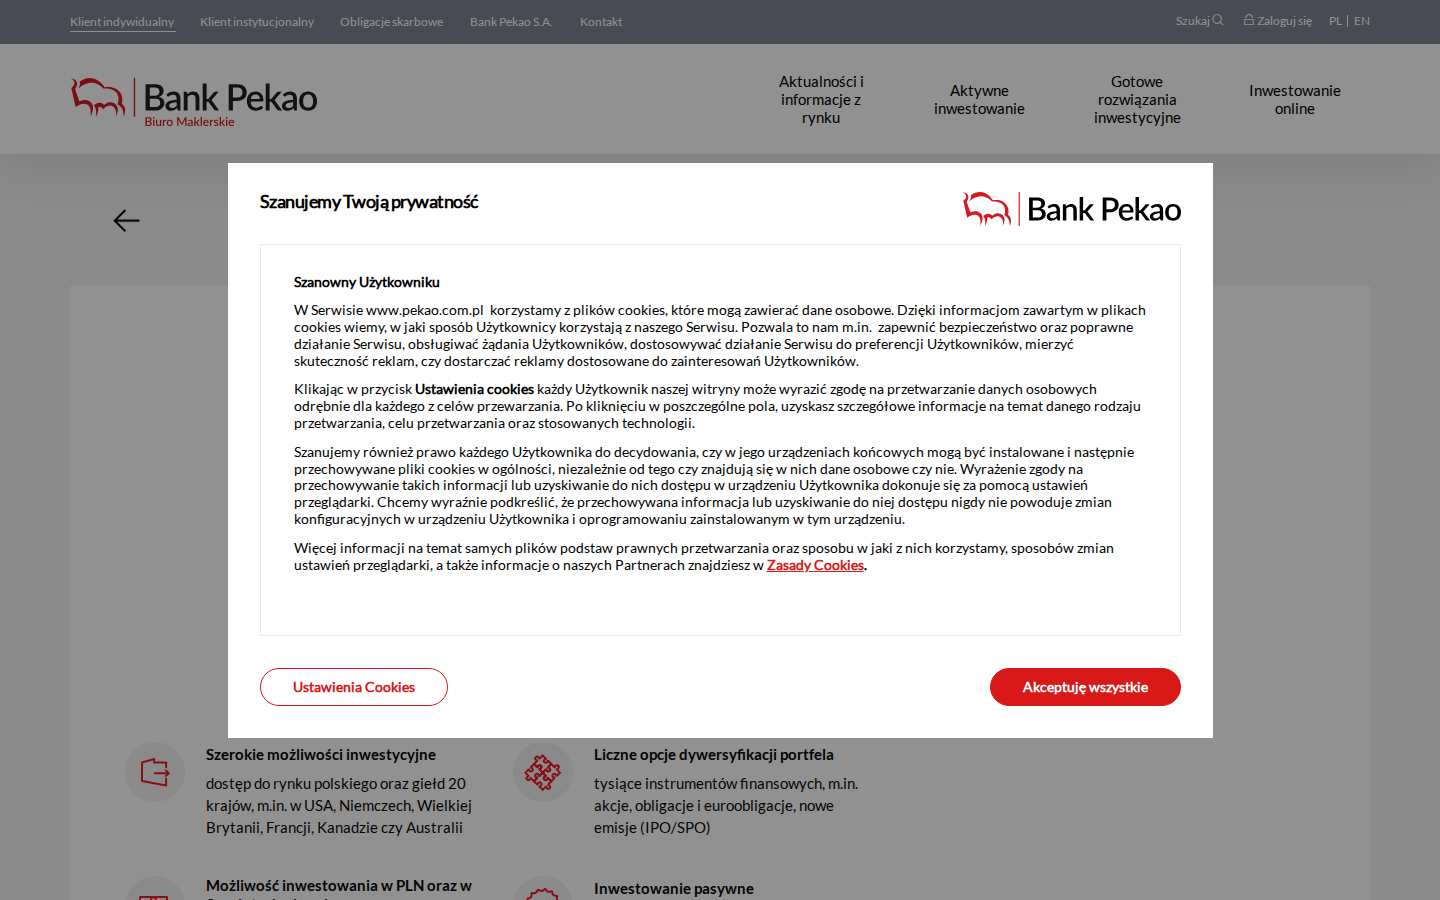 Klient indywidualny Klient instytucjonalny Obligacje skarbowe Bank Pekao S.A. Kontakt Szukaj Zaloguj się PL | EN
Bank Pekao
Biuro Maklerskie
Aktualności i
informacje z
rynku
Aktywne
inwestowanie
Gotowe
rozwiązania
inwestycyjne
Inwestowanie
online
Szanujemy Twoją prywatność
Bank Pekao
Szanowny Użytkowniku
W Serwisie www.pekao.com.pl korzystamy z plików cookies, które mogą zawierać dane osobowe. Dzięki informacjom zawartym w plikach
cookies wiemy, w jaki sposób Użytkownicy korzystają z naszego Serwisu. Pozwala to nam m.in. zapewnić bezpieczeństwo oraz poprawne
działanie Serwisu, obsługiwać żądania Użytkowników, dostosowywać działanie Serwisu do preferencji Użytkowników, mierzyć
skuteczność reklam, czy dostarczać reklamy dostosowane do zainteresowań Użytkowników.
Klikając w przycisk Ustawienia cookies każdy Użytkownik naszej witryny może wyrazić zgodę na przetwarzanie danych osobowych
odrębnie dla każdego z celów przewarzania. Po kliknięciu w poszczególne pola, uzyskasz szczegółowe informacje na temat danego rodzaju
przetwarzania, celu przetwarzania oraz stosowanych technologii.
Szanujemy również prawo każdego Użytkownika do decydowania, czy w jego urządzeniach końcowych mogą być instalowane i następnie
przechowywane pliki cookies w ogólności, niezależnie od tego czy znajdują się w nich dane osobowe czy nie. Wyrażenie zgody na
przechowywanie takich informacji lub uzyskiwanie do nich dostępu w urządzeniu Użytkownika dokonuje się za pomocą ustawień
przeglądarki. Chcemy wyraźnie podkreślić, że przechowywana informacja lub uzyskiwanie do niej dostępu nigdy nie powoduje zmian
konfiguracyjnych w urządzeniu Użytkownika i oprogramowaniu zainstalowanym w tym urządzeniu.
Więcej informacji na temat samych plików podstaw prawnych przetwarzania oraz sposobu w jaki z nich korzystamy, sposobów zmian
ustawień przeglądarki, a także informacje o naszych Partnerach znajdziesz w Zasady Cookies.
Ustawienia Cookies
Akceptuję wszystkie
Szerokie możliwości inwestycyjne
dostęp do rynku polskiego oraz giełd 20
krajów, m.in. w USA, Niemczech, Wielkiej
Brytanii, Francji, Kanadzie czy Australii
Liczne opcje dywersyfikacji portfela
tysiące instrumentów finansowych, m.in.
akcje, obligacje i euroobligacje, nowe
emisje (IPO/SPO)
Możliwość inwestowania w PLN oraz w
Inwestowanie pasywne